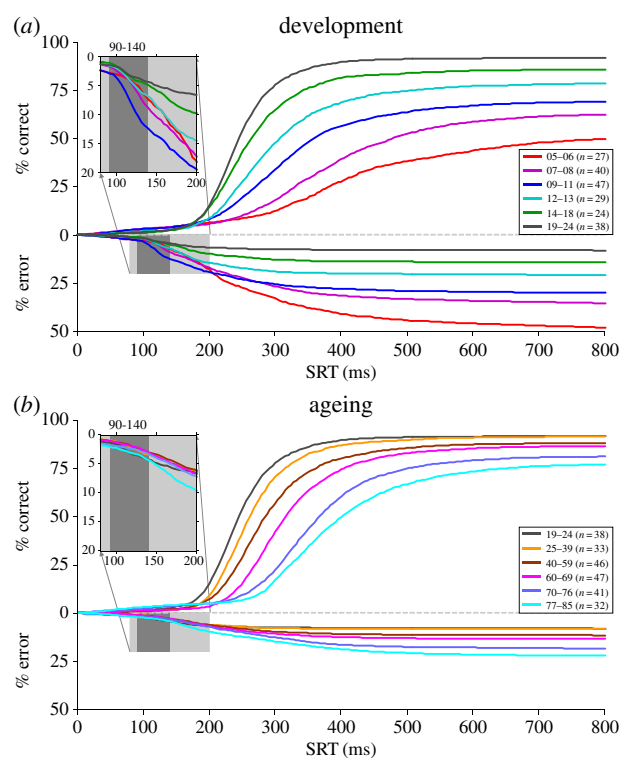 (a) development
90-140
0
5
10
15
20
100 150 200
100
75
50
25
0
25
50
% correct
% error
05–06 (n = 27)
07–08 (n = 40)
09–11 (n = 47)
12–13 (n = 29)
14–18 (n = 24)
19–24 (n = 38)
0 100 200 300 400 500 600 700 800
SRT (ms)
(b) ageing
90-140
0
5
10
15
20
100 150 200
100
75
50
25
0
25
50
% correct
% error
19–24 (n = 38)
25–39 (n = 33)
40–59 (n = 46)
60–69 (n = 47)
70–76 (n = 41)
77–85 (n = 32)
0 100 200 300 400 500 600 700 800
SRT (ms)